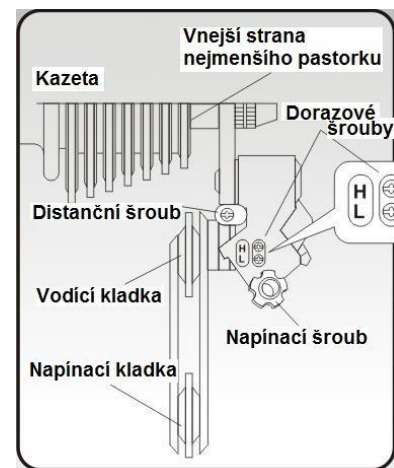 Vnejší strana
nejmenšího pastorku
Kazeta
Dorazové
šrouby
H
L
Distanční šroub
H
L
Vodící kladka
Napínací šroub
Napínací kladka